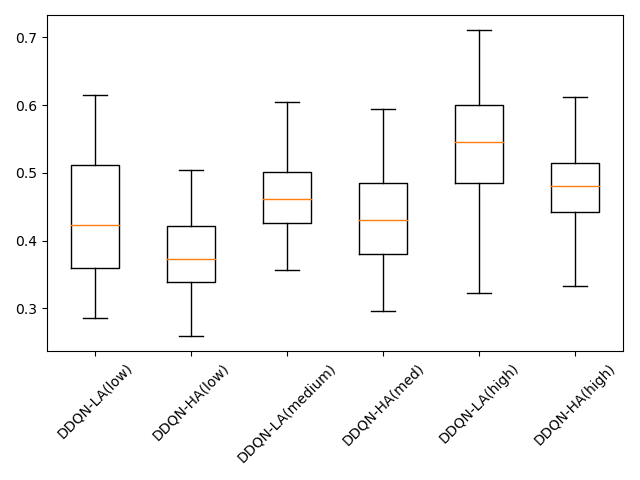 0.7
0.6
0.5
0.4
0.3
DDQN-LA(low)
DDQN-HA(low)
DDQN-LA(medium)
DDQN-HA(med)
DDQN-LA(high)
DDQN-HA(high)